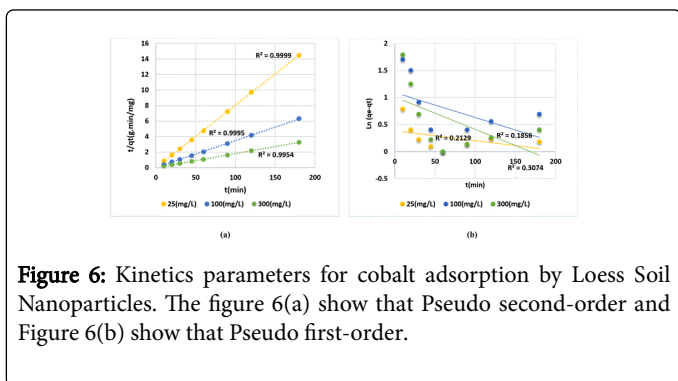 16
14
12
10
8
6
4
2
0
t/qt(g.min/mg)
R² = 0.9999
R² = 0.9995
R² = 0.9954
0 50 100 150 200
t(min)
25(mg/L) 100(mg/L) 300(mg/L)
(a)
2
1.5
1
0.5
0
-0.5
Ln (qe-qt)
R² = 0.2129
R² = 0.1856
R² = 0.3074
0 50 100 150 200
t(min)
25(mg/L) 100(mg/L) 300(mg/L)
(b)
Figure 6: Kinetics parameters for cobalt adsorption by Loess Soil
Nanoparticles. The figure 6(a) show that Pseudo second-order and
Figure 6(b) show that Pseudo first-order.